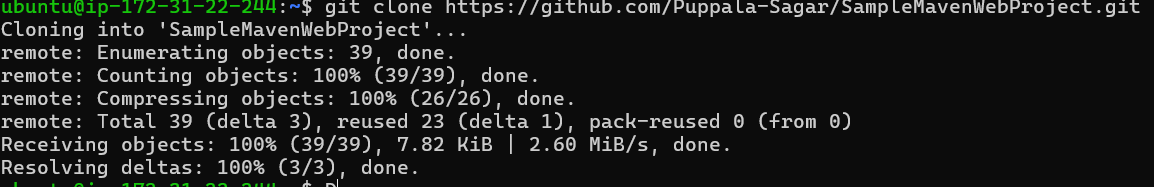 ubuntu@ip-172-31-22-244:~$ git clone https://github.com/Puppala-Sagar/SampleMavenWebProject.git
Cloning into 'SampleMavenWebProject'...
remote: Enumerating objects: 39, done.
remote: Counting objects: 100% (39/39), done.
remote: Compressing objects: 100% (26/26), done.
remote: Total 39 (delta 3), reused 23 (delta 1), pack-reused 0 (from 0)
Receiving objects: 100% (39/39), 7.82 KiB | 2.60 MiB/s, done.
Resolving deltas: 100% (3/3), done.